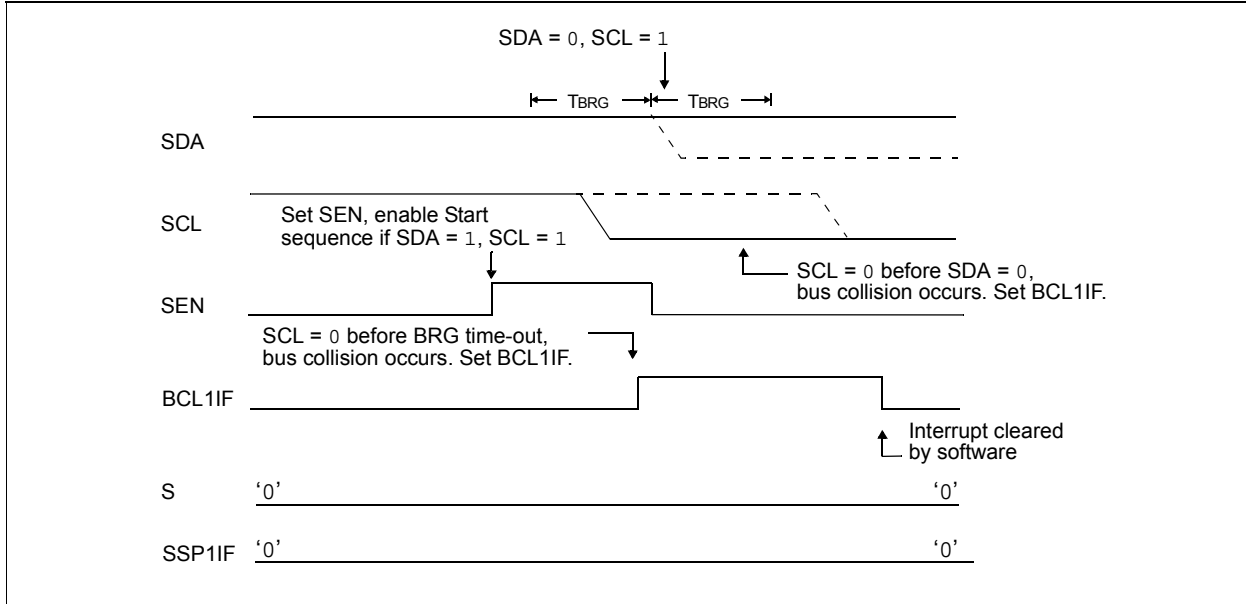 SDA = 0, SCL = 1
TBRG TBRG
SDA
SCL
Set SEN, enable Start
sequence if SDA = 1, SCL = 1
SCL = 0 before SDA = 0,
bus collision occurs. Set BCL1IF.
SEN
SCL = 0 before BRG time-out,
bus collision occurs. Set BCL1IF.
BCL1IF
Interrupt cleared
by software
S ‘0’ ‘0’
SSP1IF ‘0’ ‘0’